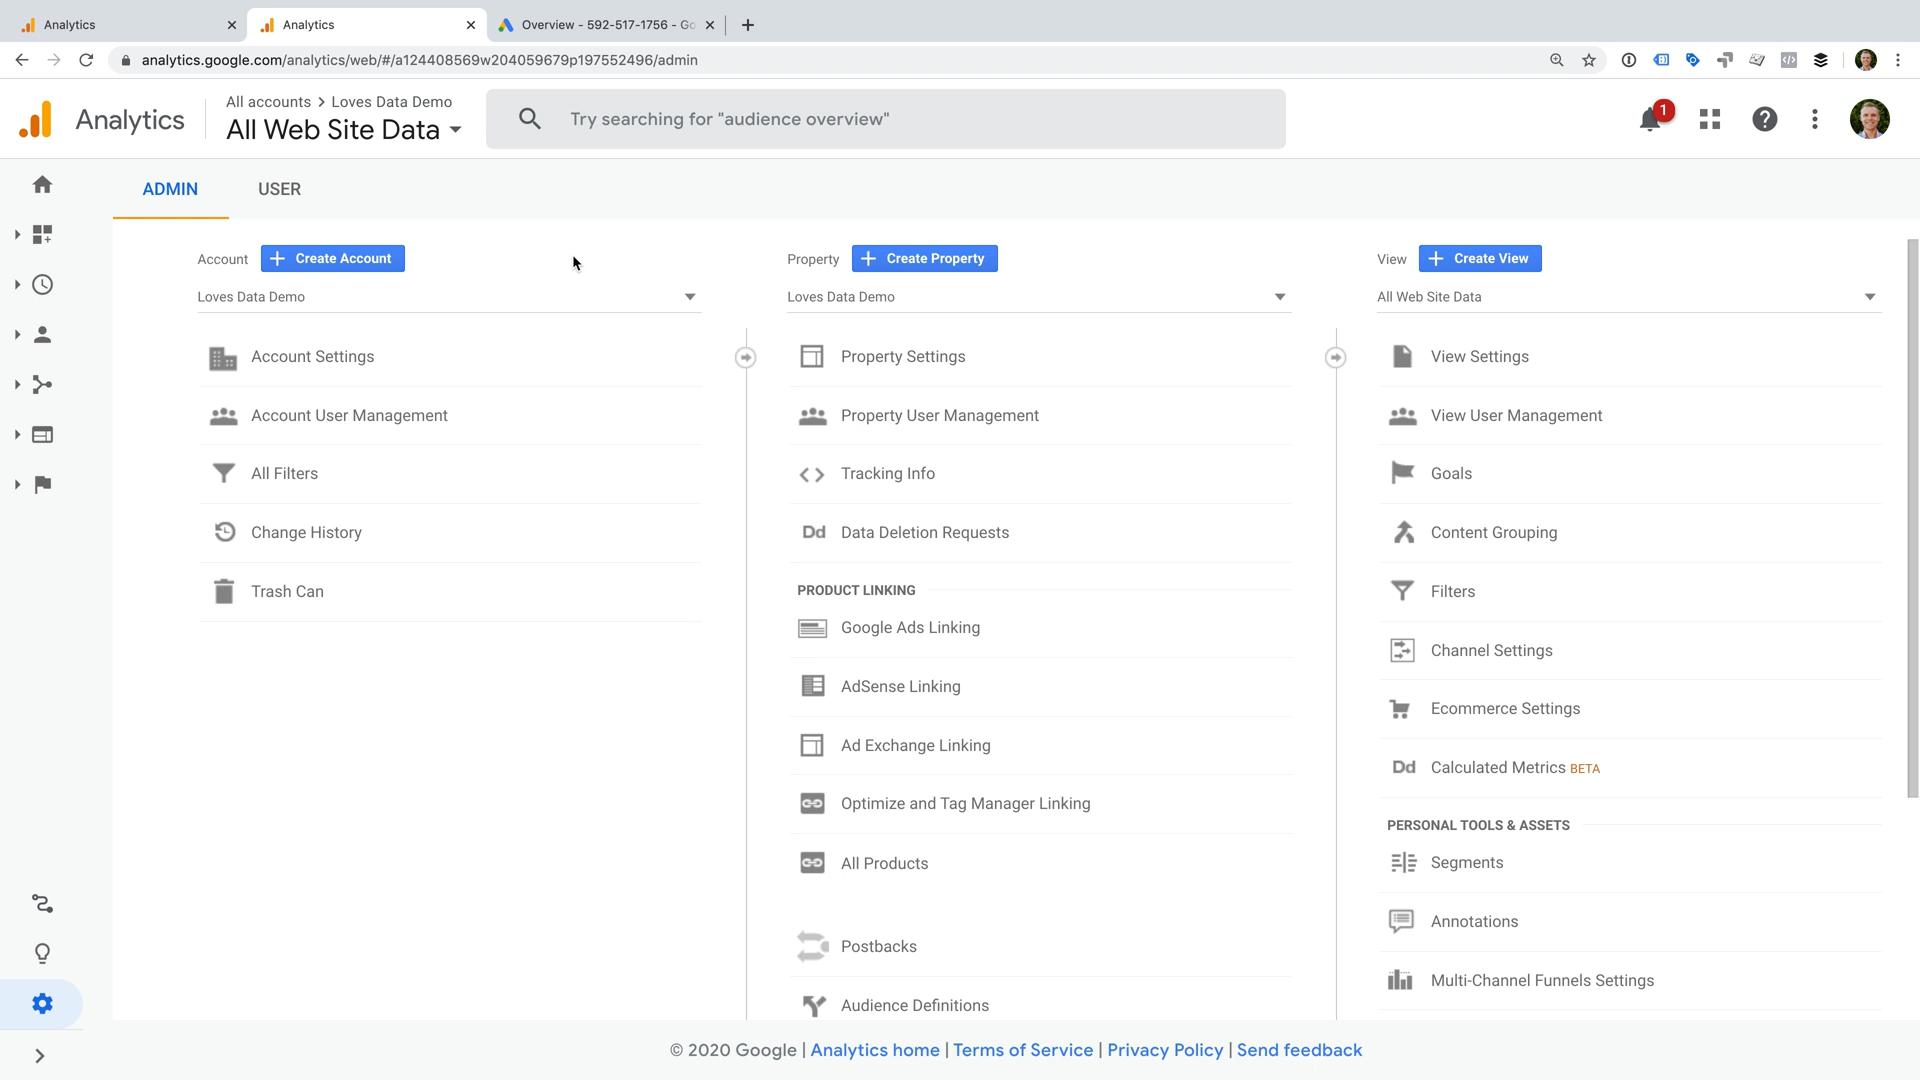 Analytics
Analytics
Overview - 592-517-1756 - Go
analytics.google.com/analytics/web/#/a124408569w204059679p197552496/admin
Analytics
All accounts > Loves Data Demo
All Web Site Data
Try searching for "audience overview"
1
ADMIN
USER
Account
Create Account
Loves Data Demo
Account Settings
Account User Management
All Filters
Change History
Trash Can
Property
Create Property
Loves Data Demo
Property Settings
Property User Management
Tracking Info
Dd Data Deletion Requests
PRODUCT LINKING
Google Ads Linking
AdSense Linking
Ad Exchange Linking
Optimize and Tag Manager Linking
All Products
Postbacks
Audience Definitions
View
Create View
All Web Site Data
View Settings
View User Management
Goals
Content Grouping
Filters
Channel Settings
Ecommerce Settings
Dd Calculated Metrics BETA
PERSONAL TOOLS & ASSETS
Segments
Annotations
Multi-Channel Funnels Settings
© 2020 Google | Analytics home | Terms of Service | Privacy Policy | Send feedback